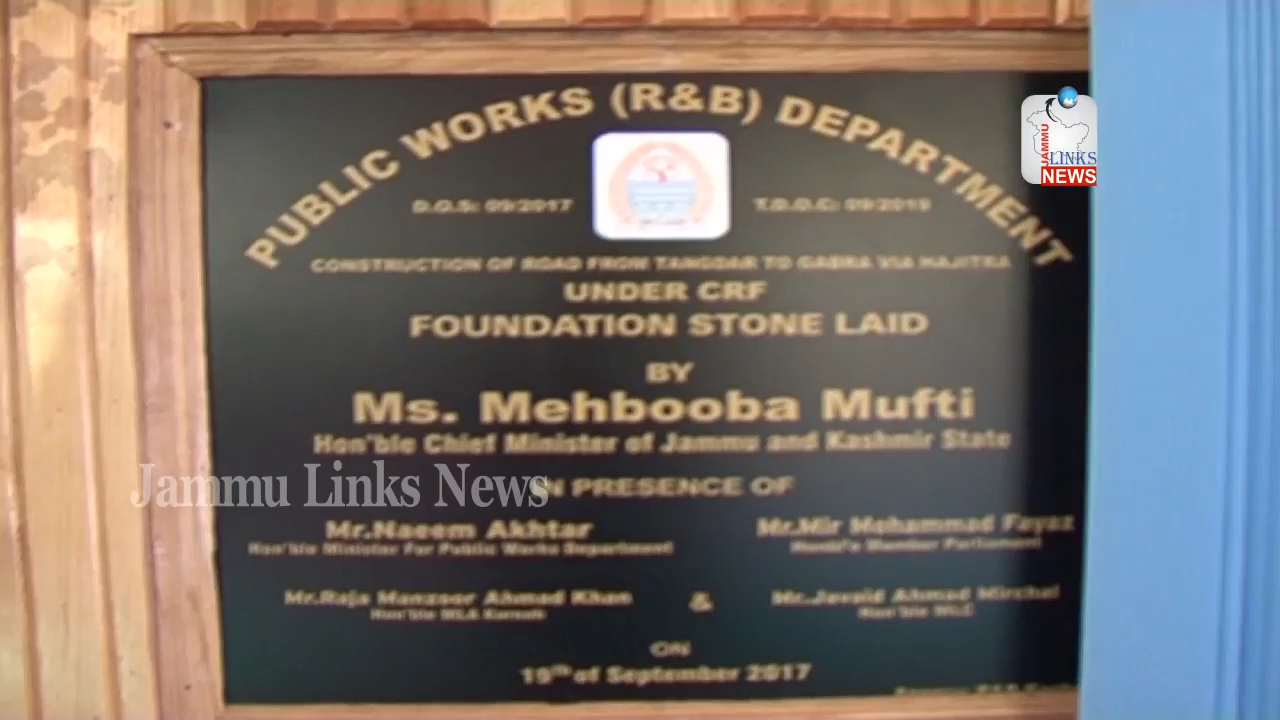 PUBLIC WORKS (R&B) DEPARTMENT
D.O.S: 09/2017
T.D.O.C: 09/2019
CONSTRUCTION OF ROAD FROM TANGDAR TO GABRA VIA HAJITRA
UNDER CRF
FOUNDATION STONE LAID
BY
Ms. Mehbooba Mufti
Hon'ble Chief Minister of Jammu and Kashmir State
IN PRESENCE OF
Mr.Naeem Akhtar
Hon'ble Minister For Public Works Department
Mr.Mir Mohammad Fayaz
Member Parliament
Mr.Raja Manzoor Ahmad Khan
Hon'ble MLA Karnah
&
Mr.Javaid Ahmad Mirchal
Hon'ble MLC
ON
19th of September 2017
JAMMU
LINKS
NEWS
Jammu Links News